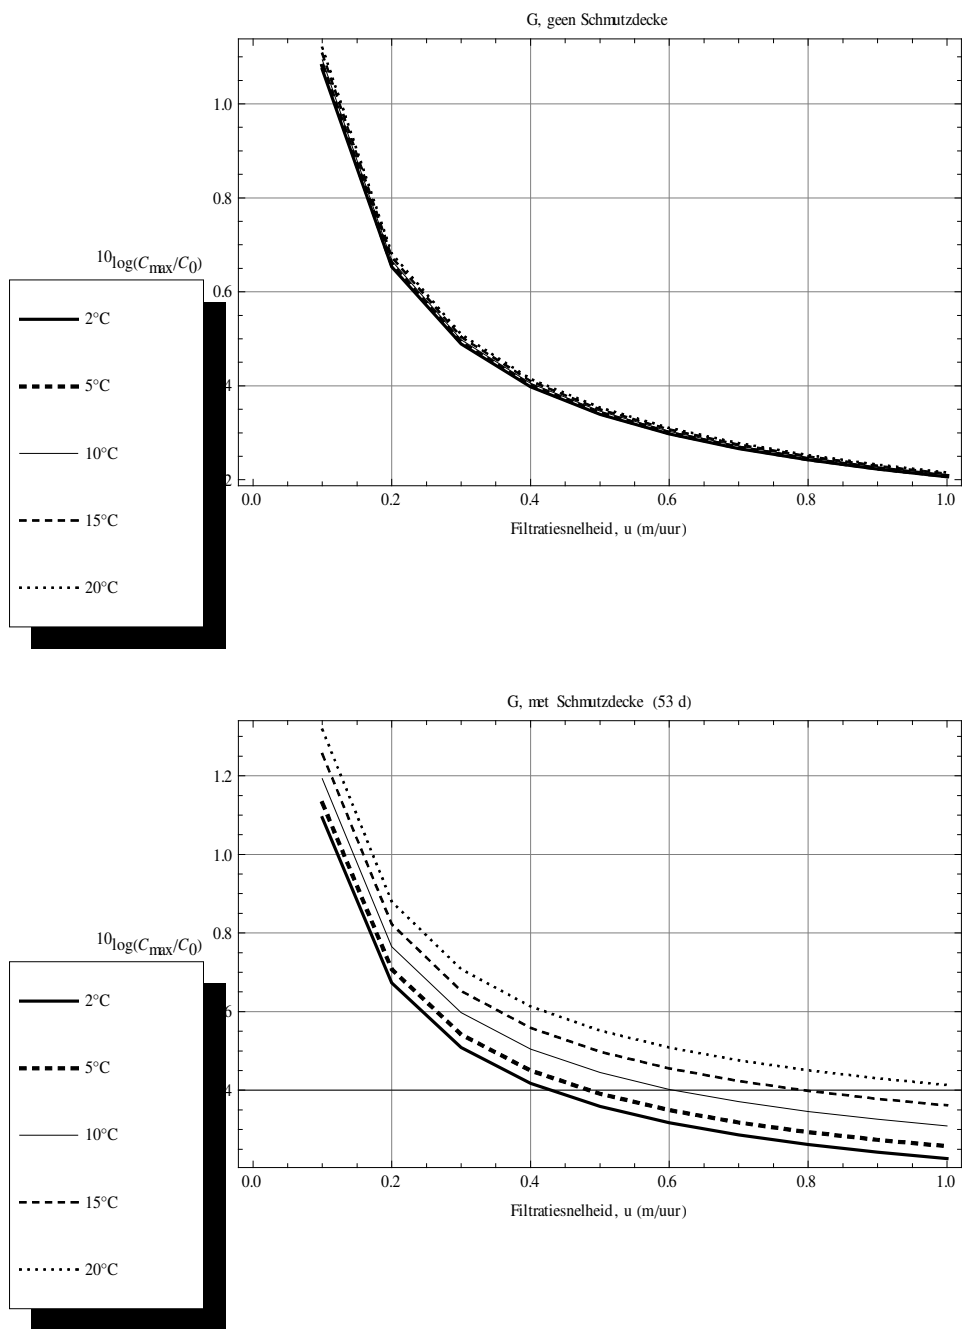 G, geen Schmutzdecke
1.0
0.8
10log(Cmax/C0)
0.6
2°C
5°C
4
10°C
2
0.0 0.2 0.4 0.6 0.8 1.0
15°C
Filtratiesnelheid, u (m/uur)
20°C
G, met Schmutzdecke (53 d)
1.2
1.0
0.8
10log(Cmax/C0)
2°C
.6
5°C
4
10°C
0.0 0.2 0.4 0.6 0.8 1.0
15°C
Filtratiesnelheid, u (m/uur)
20°C